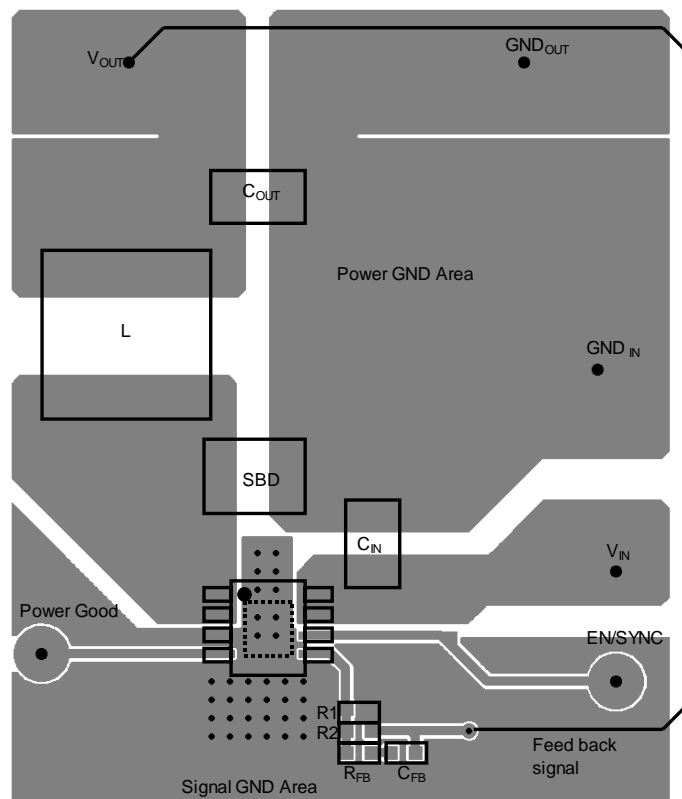 GNDOUT
VOUT
COUT
Power GND Area
L
GND IN
SBD
CIN
VIN
Power Good
EN/SYNC
R1
R2
Feed back
signal
RFB
CFB
Signal GND Area